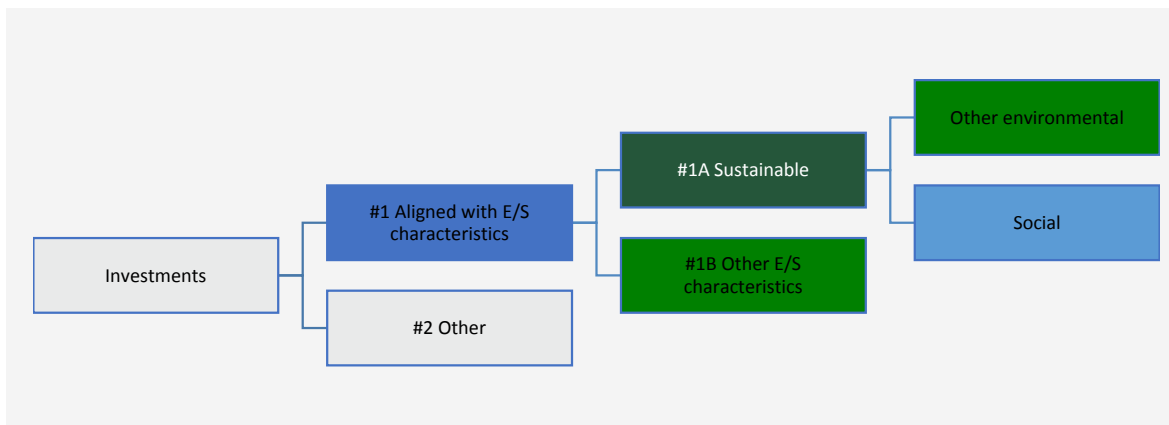 Investments
#1 Aligned with E/S
characteristics
#2 Other
#1A Sustainable
#1B Other E/S
characteristics
Other environmental
Social